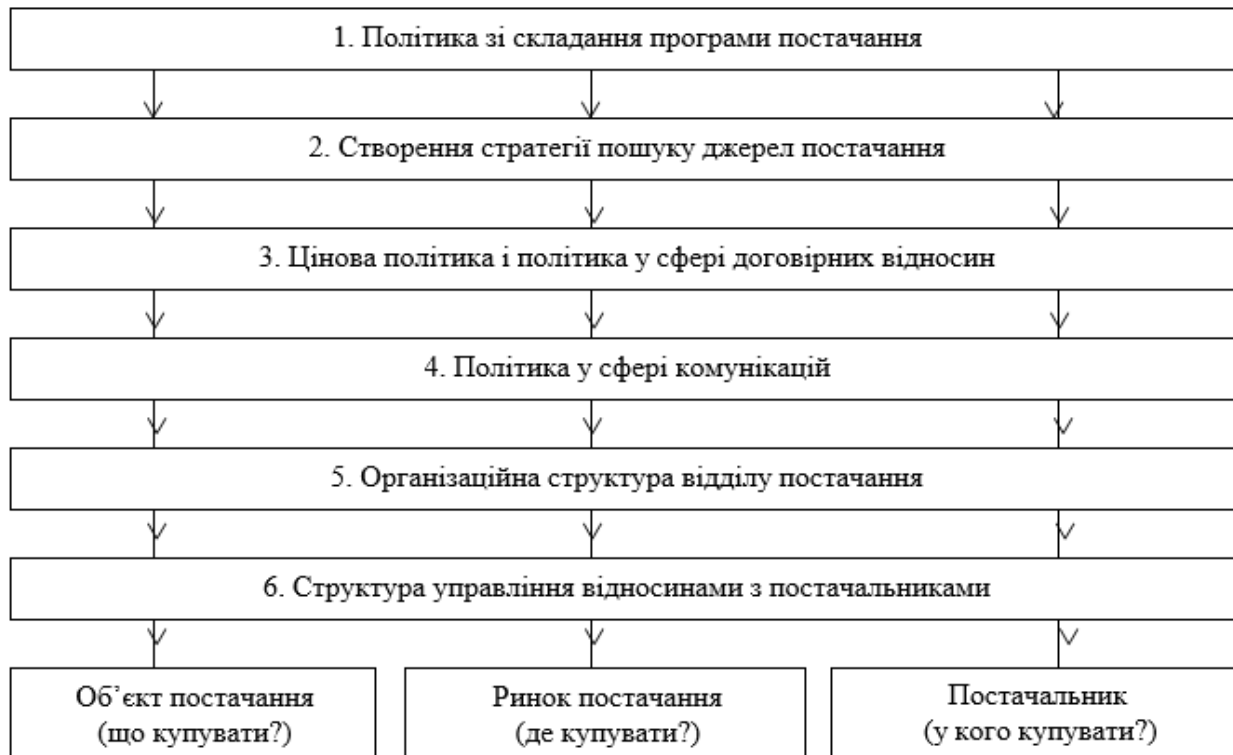 1. Політика зі складання програми постачання
2. Створення стратегії пошуку джерел постачання
3. Цінова політика і політика у сфері договірних відносин
4. Політика у сфері комунікацій
5. Організаційна структура відділу постачання
6. Структура управління відносинами з постачальниками
Об’єкт постачання
(що купувати?)
Ринок постачання
(де купувати?)
Постачальник
(у кого купувати?)